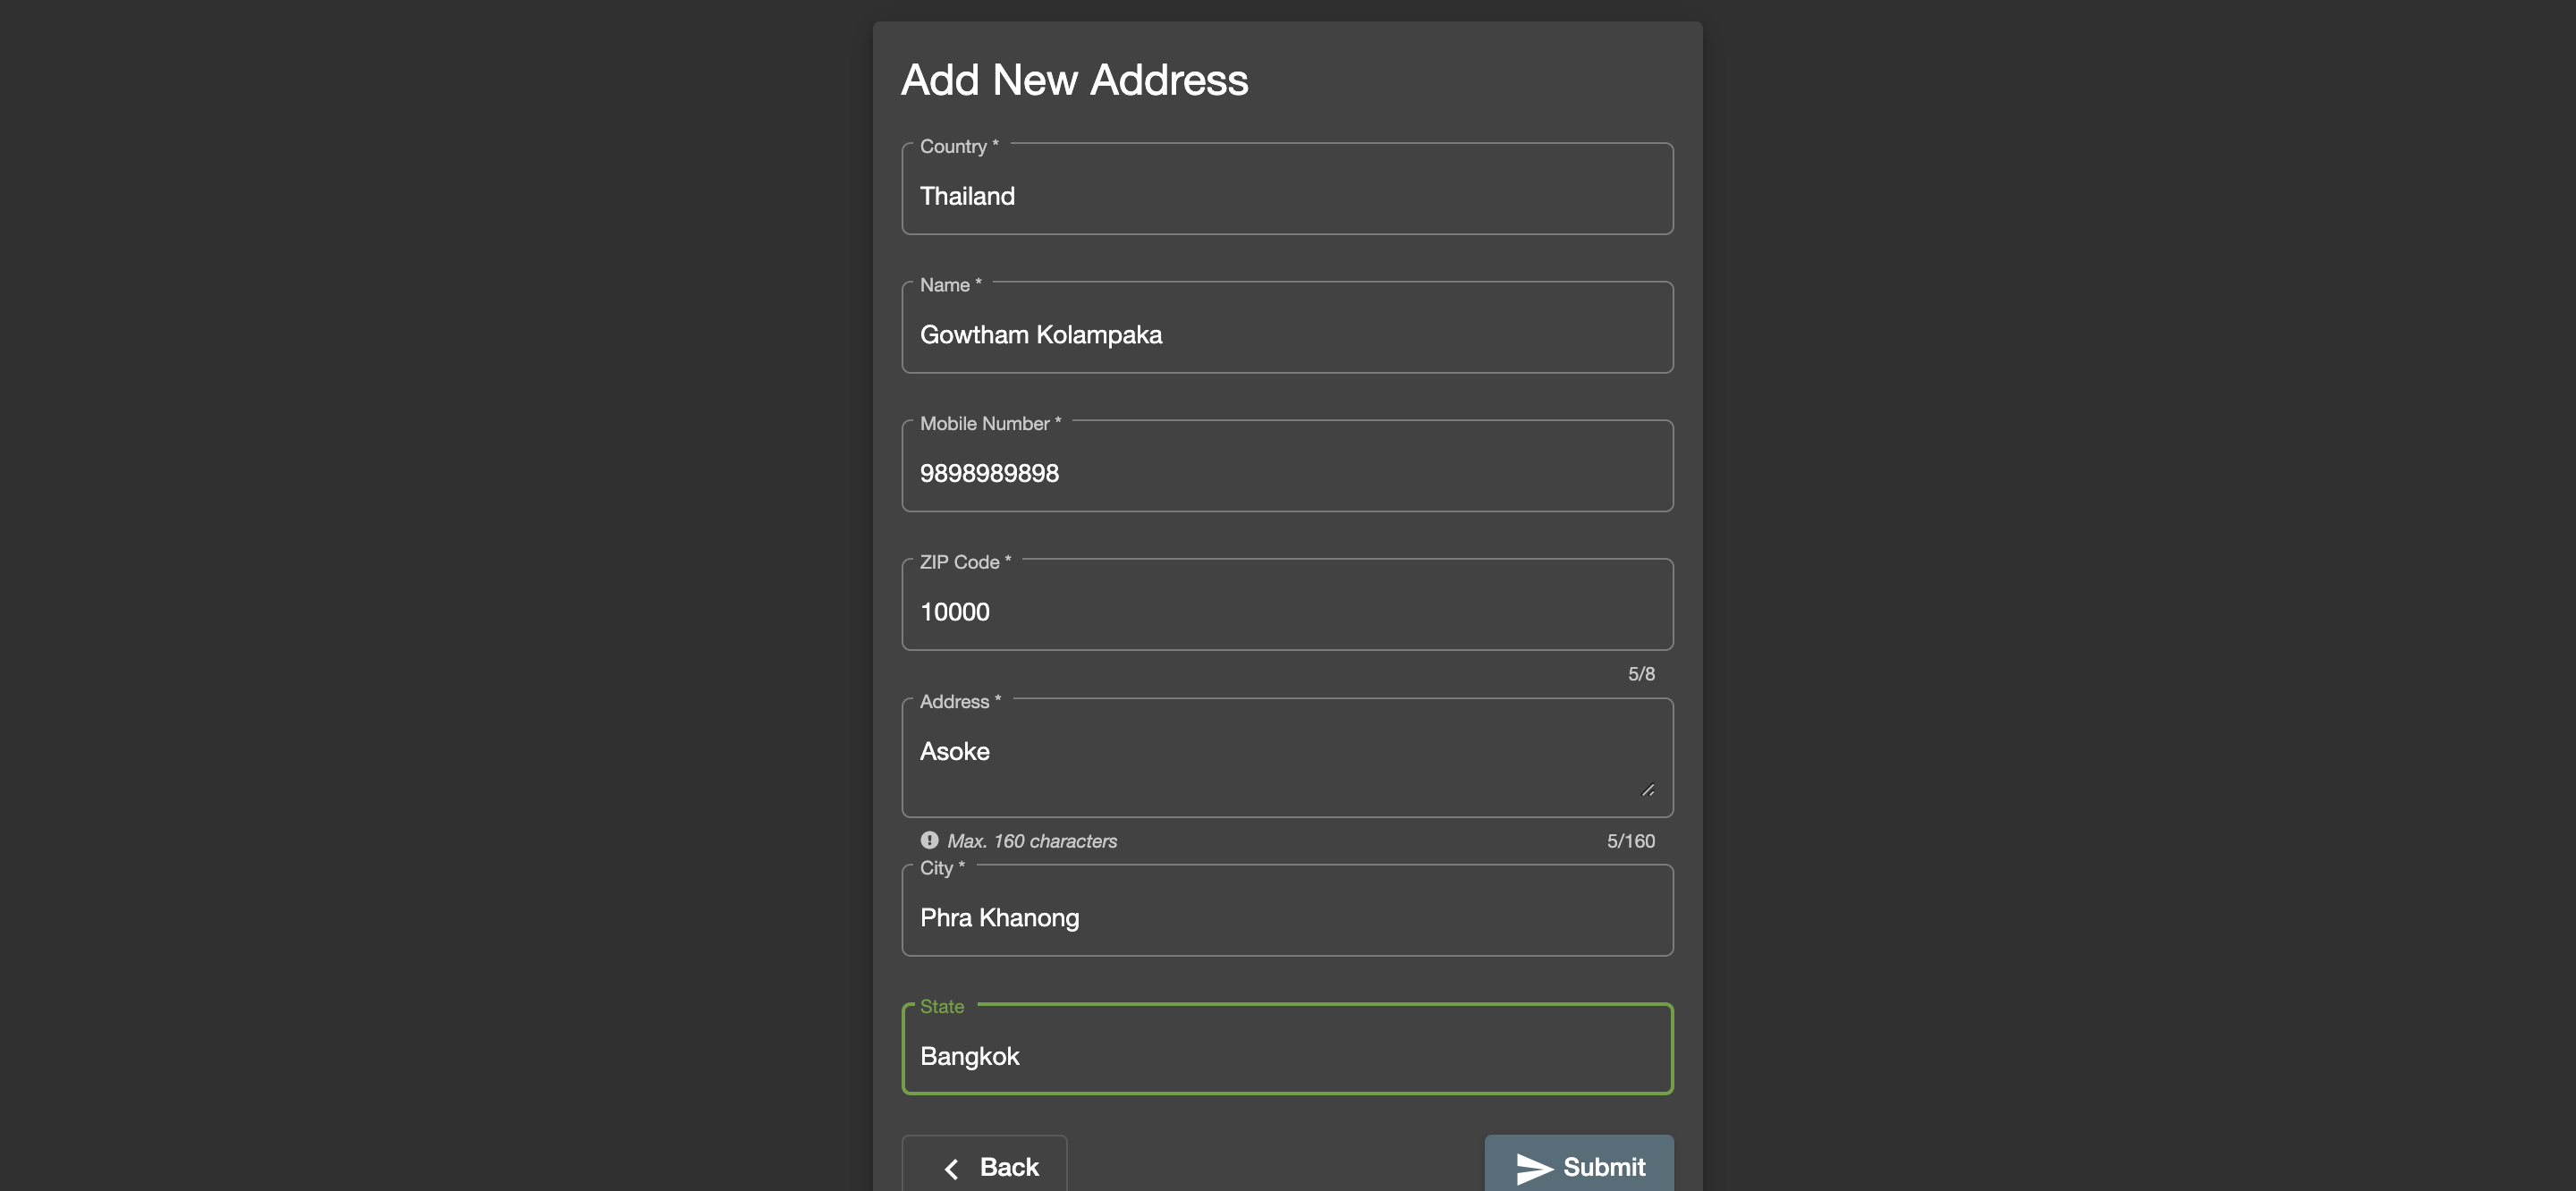 Add New Address
Country *
Thailand
Name *
Gowtham Kolampaka
Mobile Number *
9898989898
ZIP Code *
10000
5/8
Address *
Asoke
Max. 160 characters
5/160
City *
Phra Khanong
State
Bangkok
Back
Submit